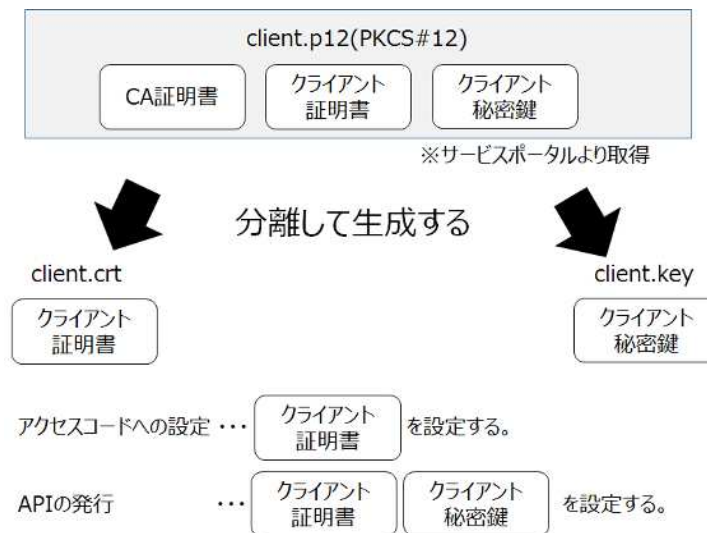 client.p12(PKCS#12)
CA証明書
クライアント
証明書
クライアント
秘密鍵
※サービスポータルより取得
分離して生成する
client.crt
クライアント
証明書
client.key
クライアント
秘密鍵
アクセスコードへの設定 ・・・ クライアント
証明書 を設定する。
APIの発行 ・・・ クライアント
証明書 クライアント
秘密鍵 を設定する。